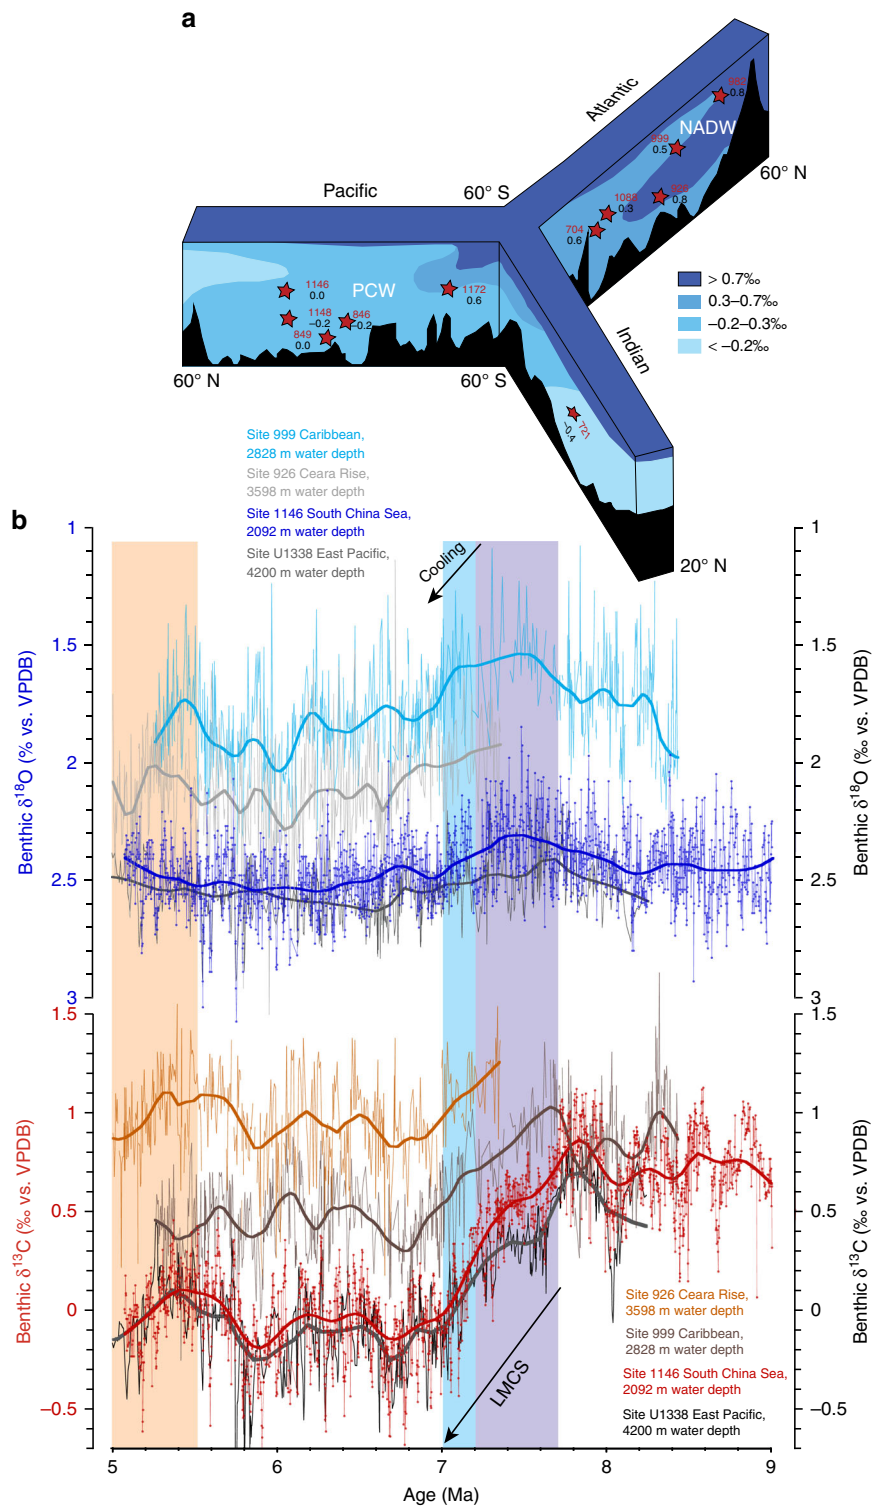 a
Atlantic
982
0.8
NADW
999
0.5
60° N
Pacific
60° S
1088
0.3
926
0.8
704
0.6
1146
0.0
PCW
1172
0.6
1148
−0.2
846
−0.2
849
0.0
> 0.7‰
0.3–0.7‰
−0.2–0.3‰
< −0.2‰
Indian
60° N
60° S
721
−0.4
20° N
Site 999 Caribbean,
2828 m water depth
Site 926 Ceara Rise,
3598 m water depth
Site 1146 South China Sea,
2092 m water depth
Site U1338 East Pacific,
4200 m water depth
b
Cooling
1
1.5
2
2.5
3
Benthic δ18O (% vs. VPDB)
1
1.5
2
2.5
3
Benthic δ18O (‰ vs. VPDB)
1.5
1
0.5
0
−0.5
Benthic δ13C (‰ vs. VPDB)
1.5
1
0.5
0
−0.5
Benthic δ13C (‰ vs. VPDB)
LMCS
Site 926 Ceara Rise,
3598 m water depth
Site 999 Caribbean,
2828 m water depth
Site 1146 South China Sea,
2092 m water depth
Site U1338 East Pacific,
4200 m water depth
5
6
7
8
9
Age (Ma)